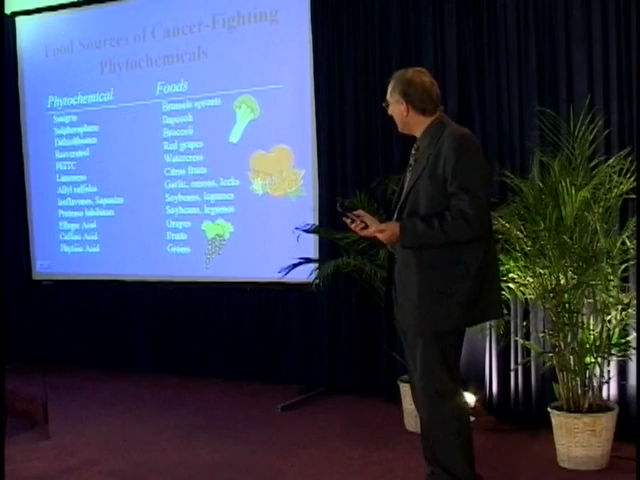 Food Sources of Cancer-Fighting
Phytochemicals
Phytochemical Foods
Brussels sprouts
Broccoli
Resveratrol Red grapes
PEITC Watercress
Limonene Citrus fruits
Allyl sulfides Garlic, onions, leeks
Isoflavones, Saponins Soybeans, legumes
Protease Inhibitors Soybeans, legumes
Ellagic Acid Grapes
Caffeic Acid Fruits
Phytic Acid Grains